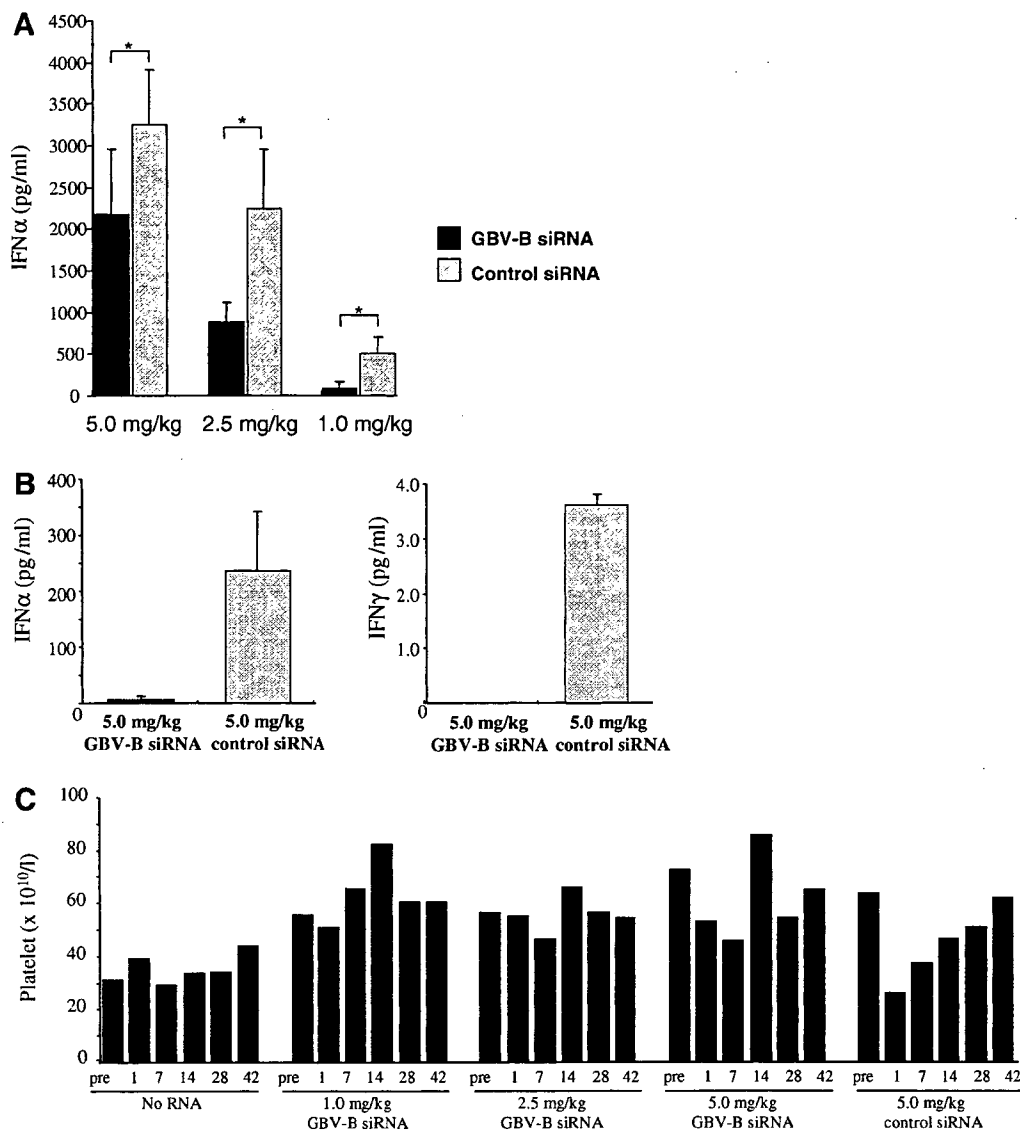 A
4500
4000
3500
3000
2500
2000
1500
1000
500
0
IFNα (pg/ml)
*
*
*
5.0 mg/kg 2.5 mg/kg 1.0 mg/kg
GBV-B siRNA
Control siRNA
B
400
300
200
100
0
IFNα (pg/ml)
5.0 mg/kg 5.0 mg/kg
GBV-B siRNA control siRNA
4.0
3.0
2.0
1.0
0
IFNγ (pg/ml)
5.0 mg/kg 5.0 mg/kg
GBV-B siRNA control siRNA
C
100
80
60
40
20
0
Platelet (x 10¹⁰/l)
pre 1 7 14 28 42 pre 1 7 14 28 42 pre 1 7 14 28 42 pre 1 7 14 28 42 pre 1 7 14 28 42
No RNA 1.0 mg/kg 2.5 mg/kg 5.0 mg/kg 5.0 mg/kg
GBV-B siRNA GBV-B siRNA GBV-B siRNA control siRNA